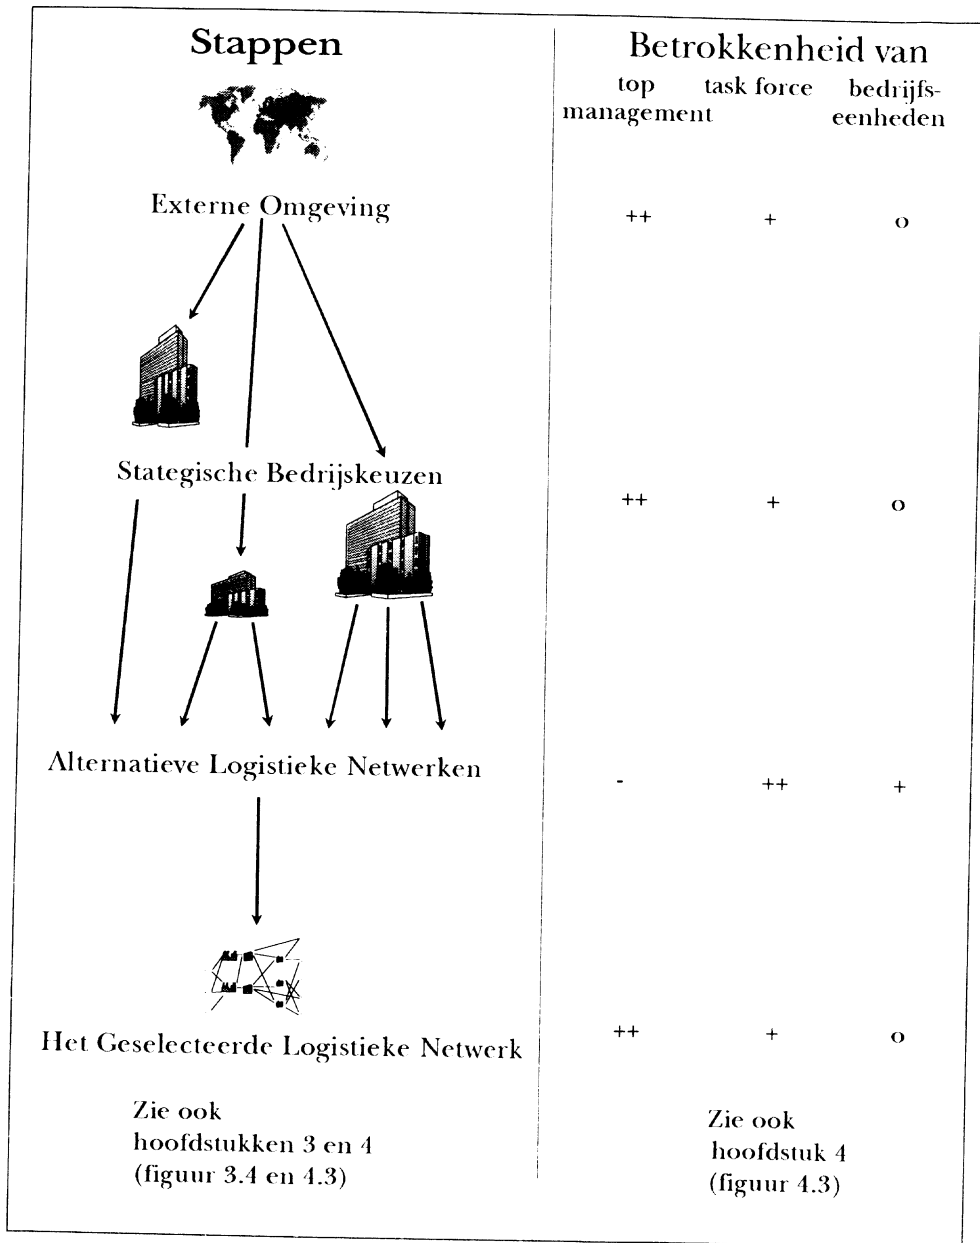 Stappen
Betrokkenheid van
top management
task force
bedrijfs-
eenheden
Externe Omgeving
++ + o
Stategische Bedrijskeuzen
++ + o
Alternatieve Logistieke Netwerken
- ++ +
Het Geselecteerde Logistieke Netwerk
++ + o
Zie ook
hoofdstukken 3 en 4
(figuur 3.4 en 4.3)
Zie ook
hoofdstuk 4
(figuur 4.3)